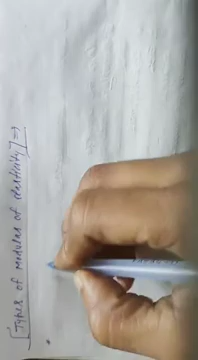 [Types of modulus of elasticity] ⇒